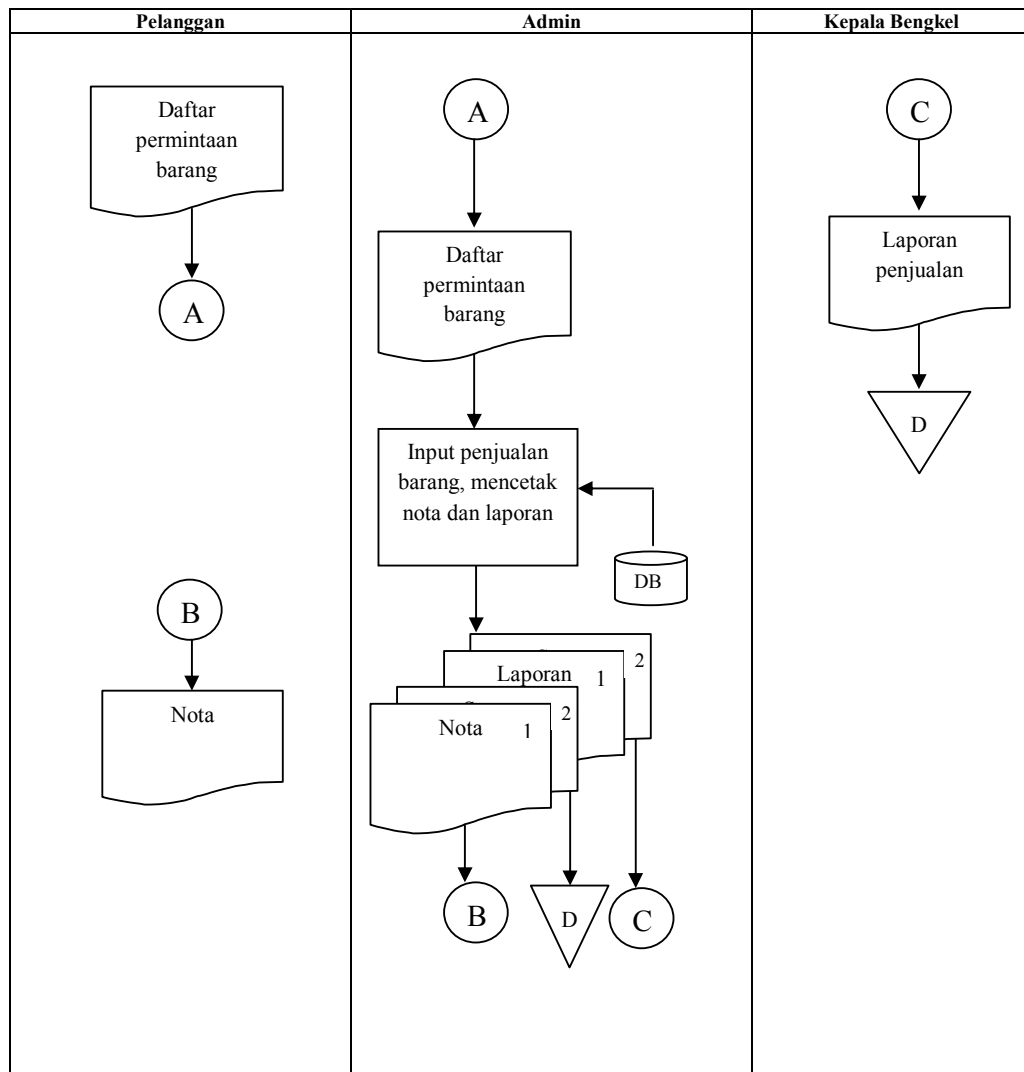 Pelanggan
Admin
Kepala Bengkel
Daftar
permintaan
barang
A
B
Nota
A
Daftar
permintaan
barang
Input penjualan
barang, mencetak
nota dan laporan
DB
2
Laporan 1
2
Nota 1
B
D
C
C
Laporan
penjualan
D